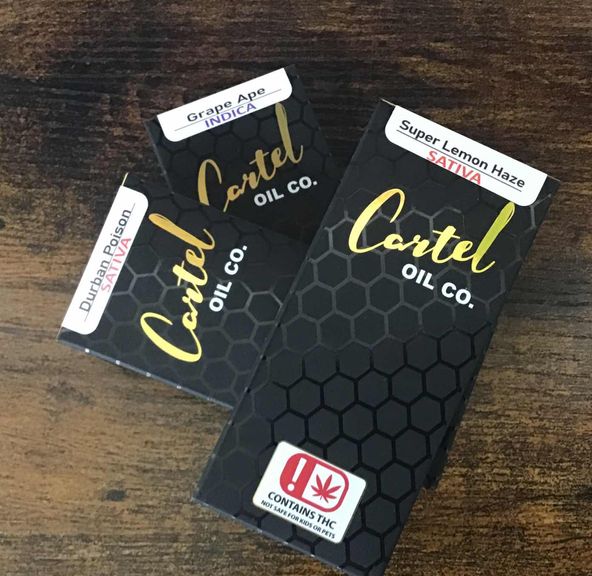 Grape Ape
INDICA
Cartel
OIL CO.
Durban Poison
SATIVA
Cartel
OIL CO.
Super Lemon Haze
SATIVA
Cartel
OIL CO.
CONTAINS THC
NOT SAFE FOR KIDS OR PETS